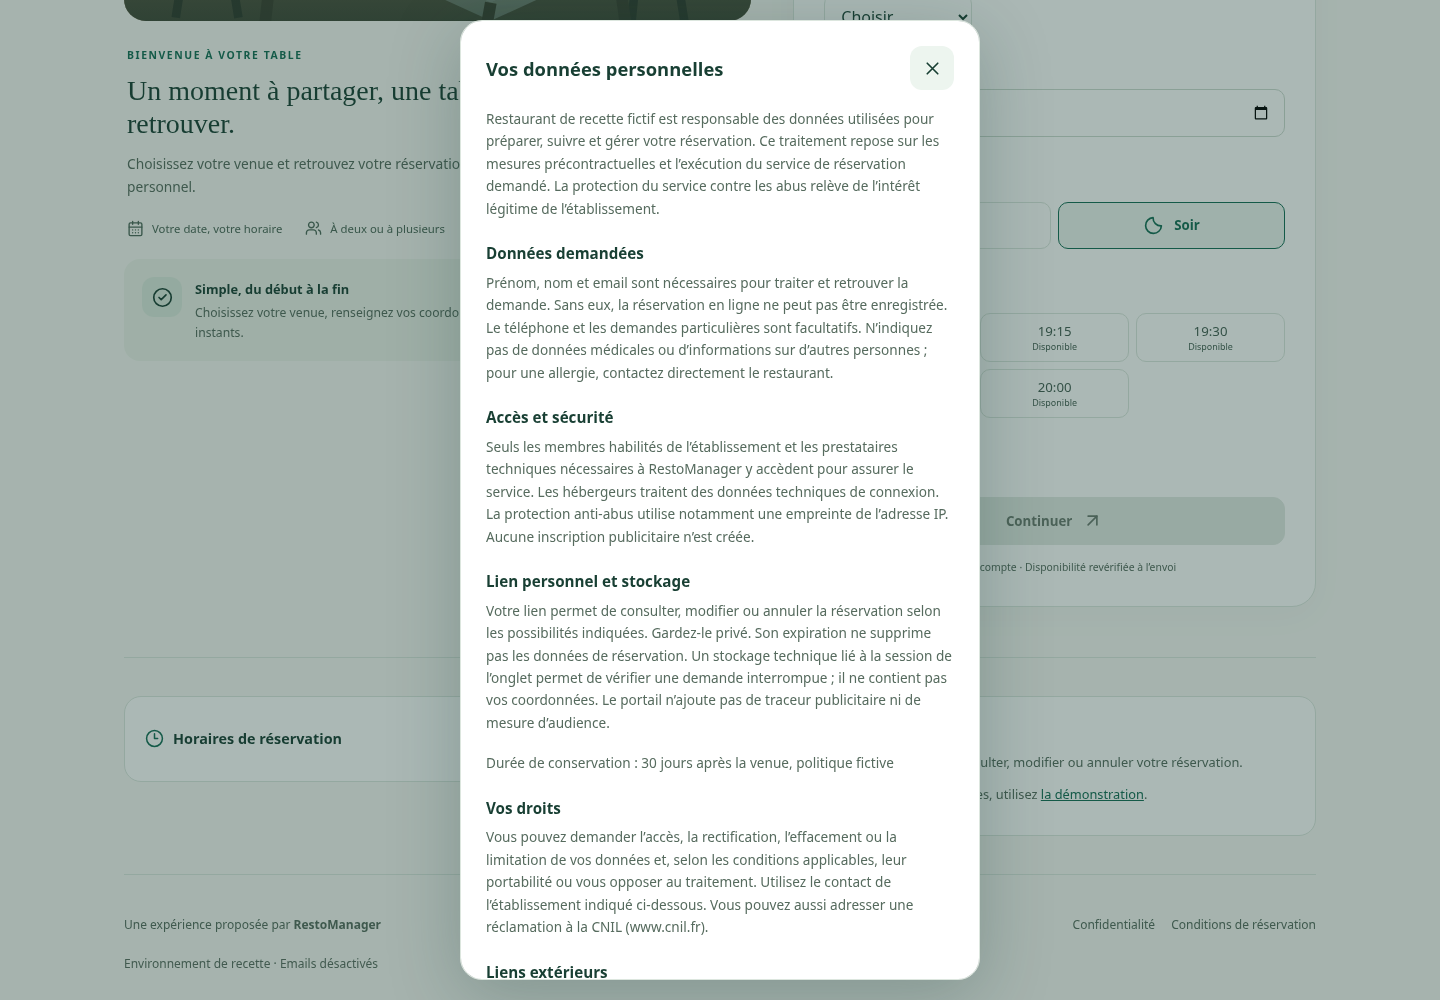 Choisir
BIENVENUE À VOTRE TABLE
Un moment à partager, une ta
retrouver.
Choisissez votre venue et retrouvez votre réservatio
personnel.
Votre date, votre horaire
À deux ou à plusieurs
Simple, du début à la fin
Choisissez votre venue, renseignez vos coordo
instants.
Vos données personnelles
Restaurant de recette fictif est responsable des données utilisées pour
préparer, suivre et gérer votre réservation. Ce traitement repose sur les
mesures précontractuelles et l’exécution du service de réservation
demandé. La protection du service contre les abus relève de l’intérêt
légitime de l’établissement.
Données demandées
Prénom, nom et email sont nécessaires pour traiter et retrouver la
demande. Sans eux, la réservation en ligne ne peut pas être enregistrée.
Le téléphone et les demandes particulières sont facultatifs. N’indiquez
pas de données médicales ou d’informations sur d’autres personnes ;
pour une allergie, contactez directement le restaurant.
Accès et sécurité
Seuls les membres habilités de l’établissement et les prestataires
techniques nécessaires à RestoManager y accèdent pour assurer le
service. Les hébergeurs traitent des données techniques de connexion.
La protection anti-abus utilise notamment une empreinte de l’adresse IP.
Aucune inscription publicitaire n’est créée.
Lien personnel et stockage
Votre lien permet de consulter, modifier ou annuler la réservation selon
les possibilités indiquées. Gardez-le privé. Son expiration ne supprime
pas les données de réservation. Un stockage technique lié à la session de
l’onglet permet de vérifier une demande interrompue ; il ne contient pas
vos coordonnées. Le portail n’ajoute pas de traceur publicitaire ni de
mesure d’audience.
Durée de conservation : 30 jours après la venue, politique fictive
Vos droits
Vous pouvez demander l’accès, la rectification, l’effacement ou la
limitation de vos données et, selon les conditions applicables, leur
portabilité ou vous opposer au traitement. Utilisez le contact de
l’établissement indiqué ci-dessous. Vous pouvez aussi adresser une
réclamation à la CNIL (www.cnil.fr).
Liens extérieurs
Soir
19:15
Disponible
19:30
Disponible
20:00
Disponible
Continuer
compte · Disponibilité revérifiée à l’envoi
Horaires de réservation
ulter, modifier ou annuler votre réservation.
es, utilisez la démonstration.
Une expérience proposée par RestoManager
Confidentialité
Conditions de réservation
Environnement de recette · Emails désactivés